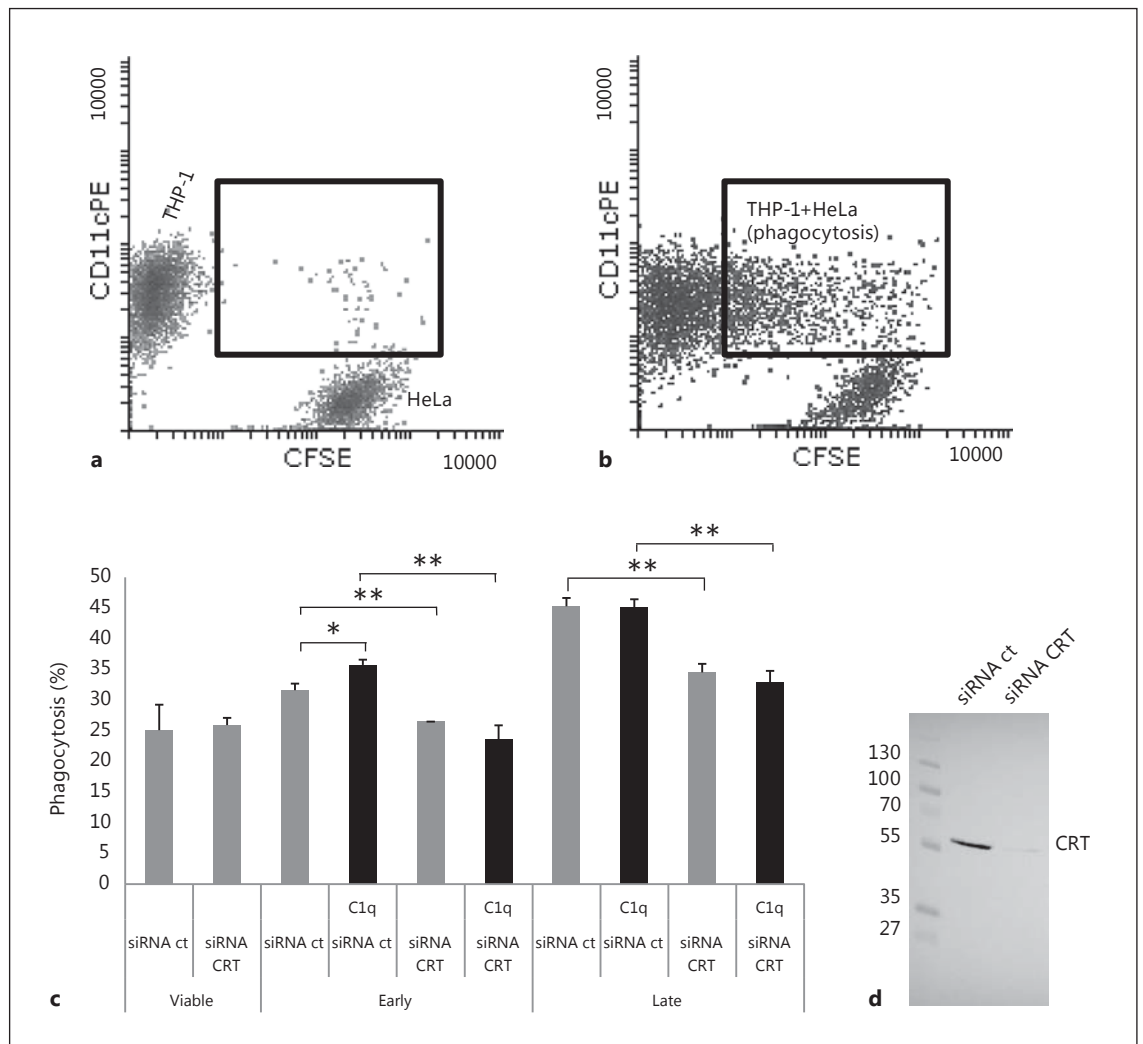 10000
CD11cPE
THP-1
HeLa
a
CFSE
10000
10000
CD11cPE
THP-1+HeLa
(phagocytosis)
b
CFSE
10000
Phagocytosis (%)
50
45
40
35
30
25
20
15
10
5
0
*
**
**
**
**
C1q
C1q
C1q
C1q
siRNA ct
siRNA
CRT
siRNA ct
siRNA ct
siRNA
CRT
siRNA
CRT
siRNA ct
siRNA ct
siRNA
CRT
siRNA
CRT
c
Viable
Early
Late
siRNA ct
siRNA CRT
130
100
70
55
35
27
CRT
d